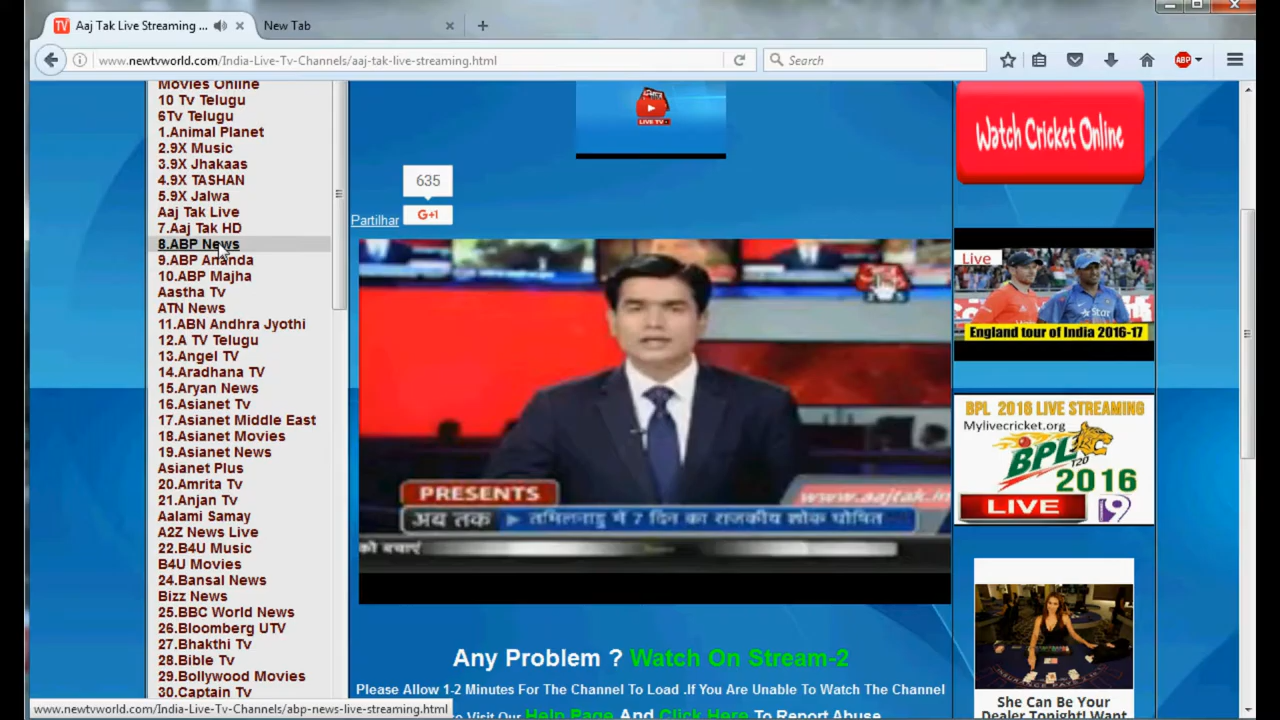 Aaj Tak Live Streaming ...
New Tab
www.newtvworld.com/India-Live-Tv-Channels/aaj-tak-live-streaming.html
Search
ABP
Movies Online
10 Tv Telugu
6Tv Telugu
1.Animal Planet
2.9X Music
3.9X Jhakaas
4.9X TASHAN
5.9X Jalwa
Aaj Tak Live
7.Aaj Tak HD
8.ABP News
9.ABP Ananda
10.ABP Majha
Aastha Tv
ATN News
11.ABN Andhra Jyothi
12.A TV Telugu
13.Angel TV
14.Aradhana TV
15.Aryan News
16.Asianet Tv
17.Asianet Middle East
18.Asianet Movies
19.Asianet News
Asianet Plus
20.Amrita Tv
21.Anjan Tv
Aalami Samay
A2Z News Live
22.B4U Music
B4U Movies
24.Bansal News
Bizz News
25.BBC World News
26.Bloomberg UTV
27.Bhakthi Tv
28.Bible Tv
29.Bollywood Movies
30.Captain Tv
www.newtvworld.com/India-Live-Tv-Channels/abp-news-live-streaming.html
LIVE TV
635
G+1
Partilhar
PRESENTS
www.aajtak.in
अब तक
तमिलनाडु में 7 दिन का राजकीय शोक घोषित
को बचाएं
Any Problem ? Watch On Stream-2
Please Allow 1-2 Minutes For The Channel To Load .If You Are Unable To Watch The Channel
Visit Our Help Page And Click Here To Report Abuse
Watch Cricket Online
Live
Star
England tour of India 2016-17
BPL 2016 LIVE STREAMING
Mylivecricket.org
BPL
T20
2016
LIVE
9
She Can Be Your
Dealer Tonight! Want